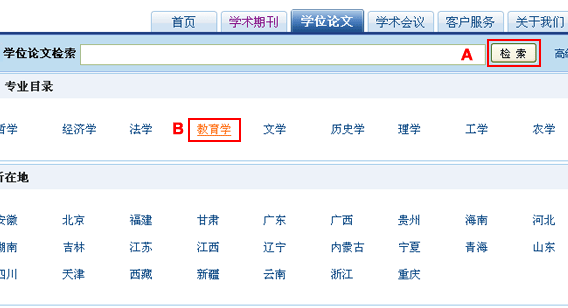 首页 学术期刊 学位论文 学术会议 客户服务 关于我们
学位论文检索 A 检 索 高级
专业目录
哲学 经济学 法学 B 教育学 文学 历史学 理学 工学 农学
所在地
安徽 北京 福建 甘肃 广东 广西 贵州 海南 河北
湖南 吉林 江苏 江西 辽宁 内蒙古 宁夏 青海 山东
四川 天津 西藏 新疆 云南 浙江 重庆